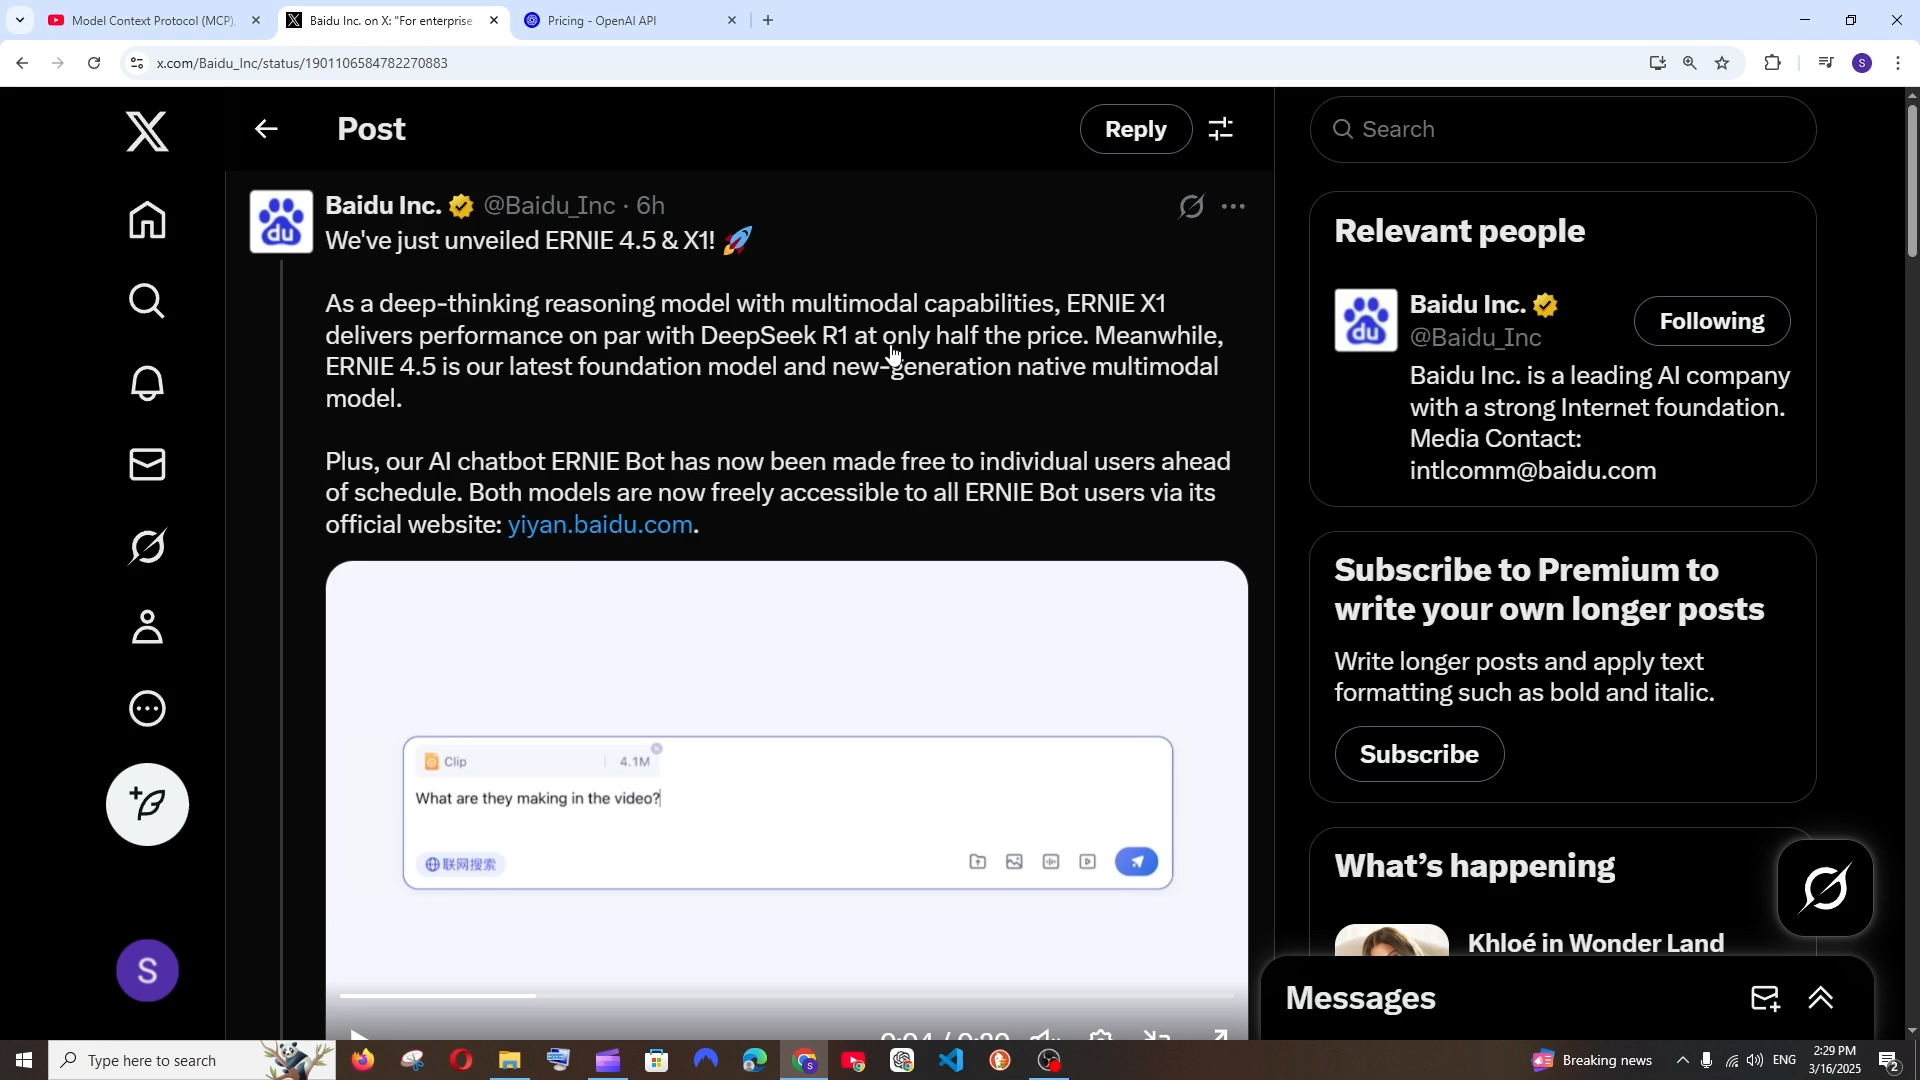 Model Context Protocol (MCP)
Baidu Inc. on X: "For enterprise
Pricing - OpenAI API
x.com/Baidu_Inc/status/1901106584782270883
S
Post
Reply
Search
du
Baidu Inc. @Baidu_Inc · 6h
We've just unveiled ERNIE 4.5 & X1! 🚀
As a deep-thinking reasoning model with multimodal capabilities, ERNIE X1
delivers performance on par with DeepSeek R1 at only half the price. Meanwhile,
ERNIE 4.5 is our latest foundation model and new-generation native multimodal
model.
Plus, our AI chatbot ERNIE Bot has now been made free to individual users ahead
of schedule. Both models are now freely accessible to all ERNIE Bot users via its
official website: yiyan.baidu.com.
Clip
4.1M
What are they making in the video?
联网搜索
0:04 / 0:20
Relevant people
du
Baidu Inc.
@Baidu_Inc
Following
Baidu Inc. is a leading AI company
with a strong Internet foundation.
Media Contact:
intlcomm@baidu.com
Subscribe to Premium to
write your own longer posts
Write longer posts and apply text
formatting such as bold and italic.
Subscribe
What's happening
Khloé in Wonder Land
Messages
S
Type here to search
Breaking news
ENG
2:29 PM
3/16/2025
2